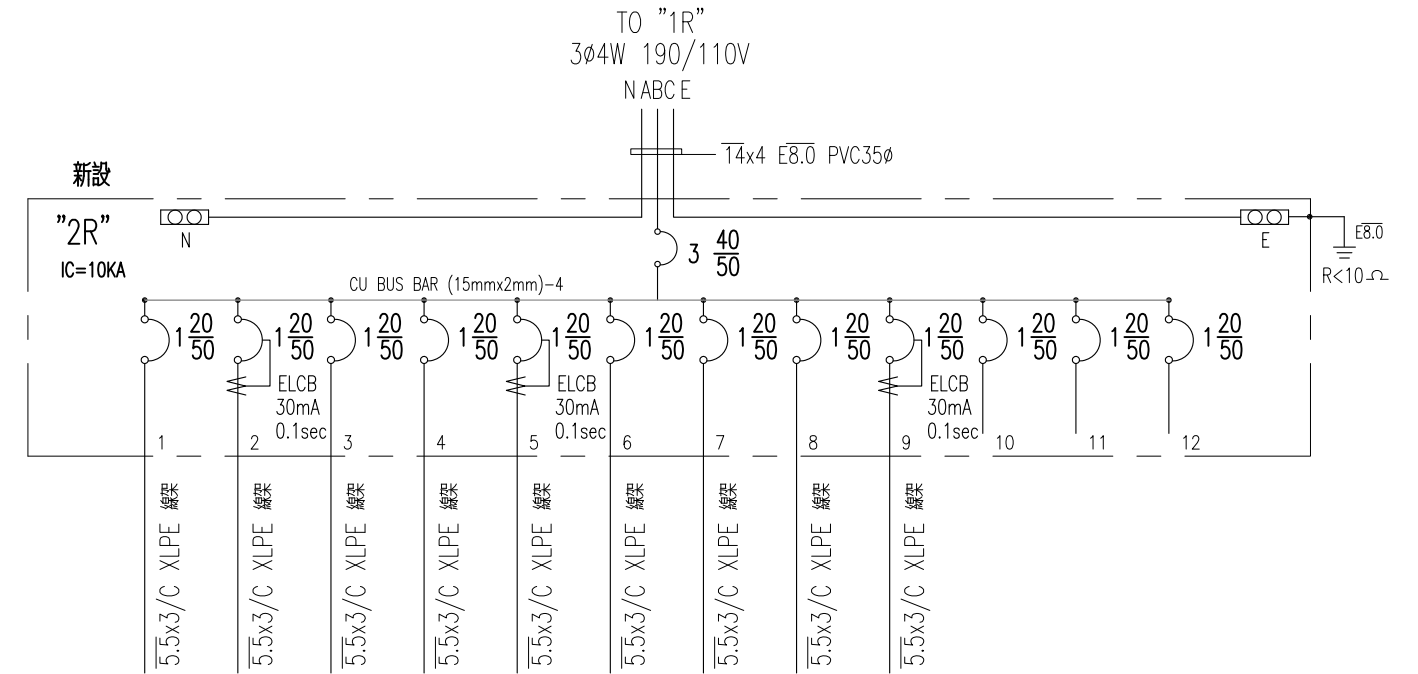 TO "1R"
3ø4W 190/110V
N ABC E
14x4 E8.0 PVC35ø
新設
"2R"
IC=10KA
N
E
E8.0
R<10Ω
3 40/50
CU BUS BAR (15mmx2mm)-4
1 20/50
1 20/50
1 20/50
1 20/50
1 20/50
1 20/50
1 20/50
1 20/50
1 20/50
1 20/50
1 20/50
1 20/50
ELCB
30mA
0.1sec
ELCB
30mA
0.1sec
ELCB
30mA
0.1sec
1 2 3 4 5 6 7 8 9 10 11 12
5.5x3/C XLPE 線架
5.5x3/C XLPE 線架
5.5x3/C XLPE 線架
5.5x3/C XLPE 線架
5.5x3/C XLPE 線架
5.5x3/C XLPE 線架
5.5x3/C XLPE 線架
5.5x3/C XLPE 線架
5.5x3/C XLPE 線架